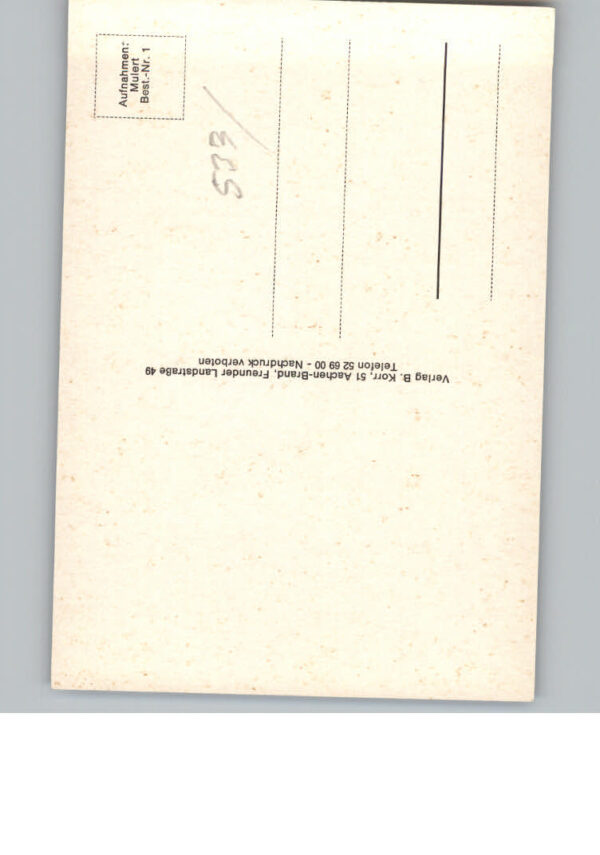 Aufnahmen:
Mulert
Best.-Nr. 1
533/
Verlag B. Korr, 51 Aachen-Brand, Freunder Landstraße 49
Telefon 52 69 00 - Nachdruck verboten